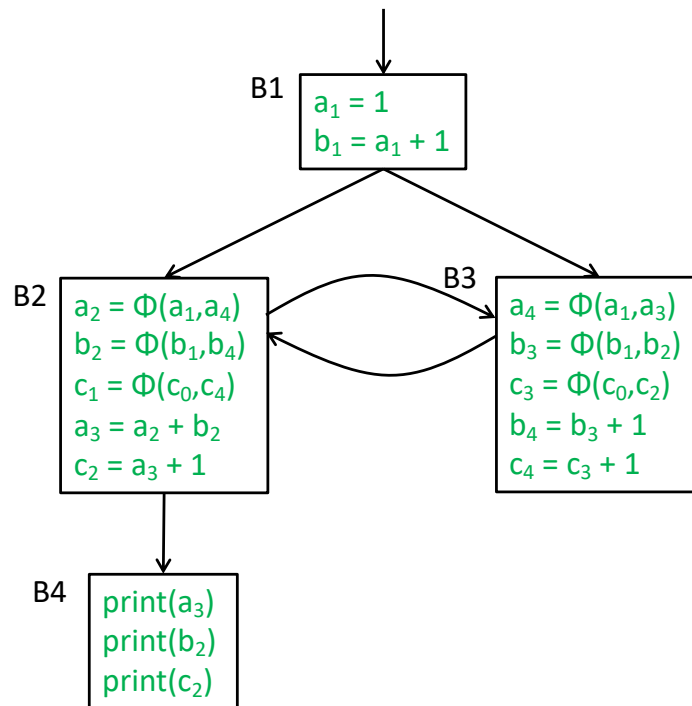 B1
a₁ = 1
b₁ = a₁ + 1
B2
a₂ = Φ(a₁,a₄)
b₂ = Φ(b₁,b₄)
c₁ = Φ(c₀,c₄)
a₃ = a₂ + b₂
c₂ = a₃ + 1
B3
a₄ = Φ(a₁,a₃)
b₃ = Φ(b₁,b₂)
c₃ = Φ(c₀,c₂)
b₄ = b₃ + 1
c₄ = c₃ + 1
B4
print(a₃)
print(b₂)
print(c₂)